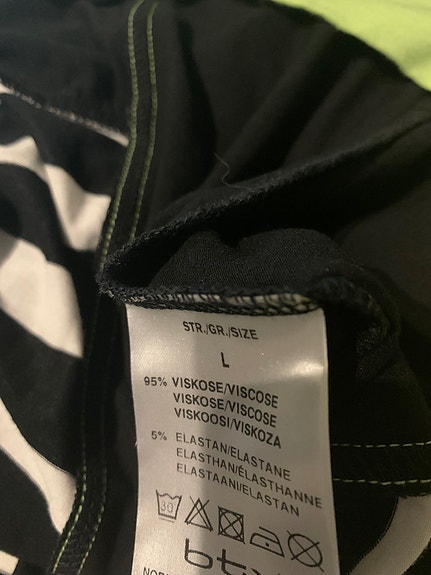 STR./GR./SIZE
L
95% VISKOSE/VISCOSE
VISKOSE/VISCOSE
VISKOOSI/VISKOZA
5% ELASTAN/ELASTANE
ELASTHAN/ÉLASTHANNE
ELASTAANI/ELASTAN
30